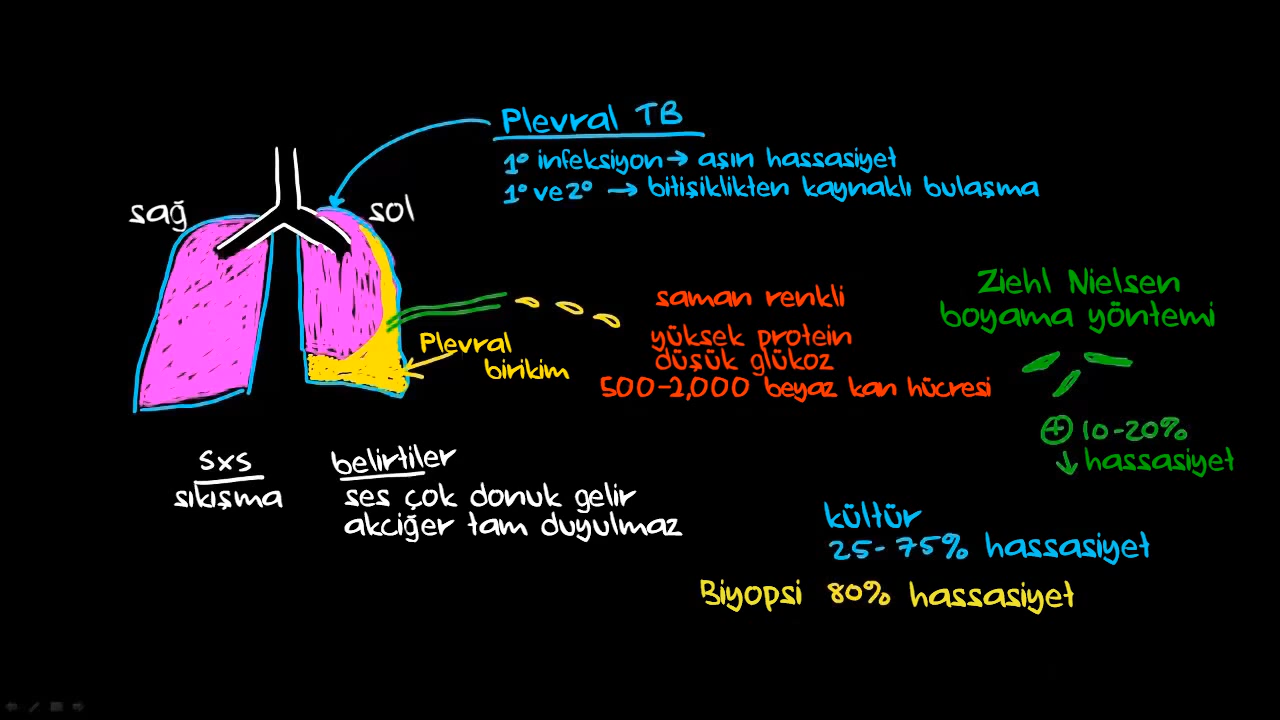 Plevral TB
1° infeksiyon → aşırı hassasiyet
1° ve 2° → bitişiklikten kaynaklı bulaşma
sağ
sol
Plevral
birikim
saman renkli
yüksek protein
düşük glükoz
500-2,000 beyaz kan hücresi
Ziehl Nielsen
boyama yöntemi
⊕ 10-20%
↓ hassasiyet
sxs
sıkışma
belirtiler
ses çok donuk gelir
akciğer tam duyulmaz
kültür
25-75% hassasiyet
Biyopsi 80% hassasiyet